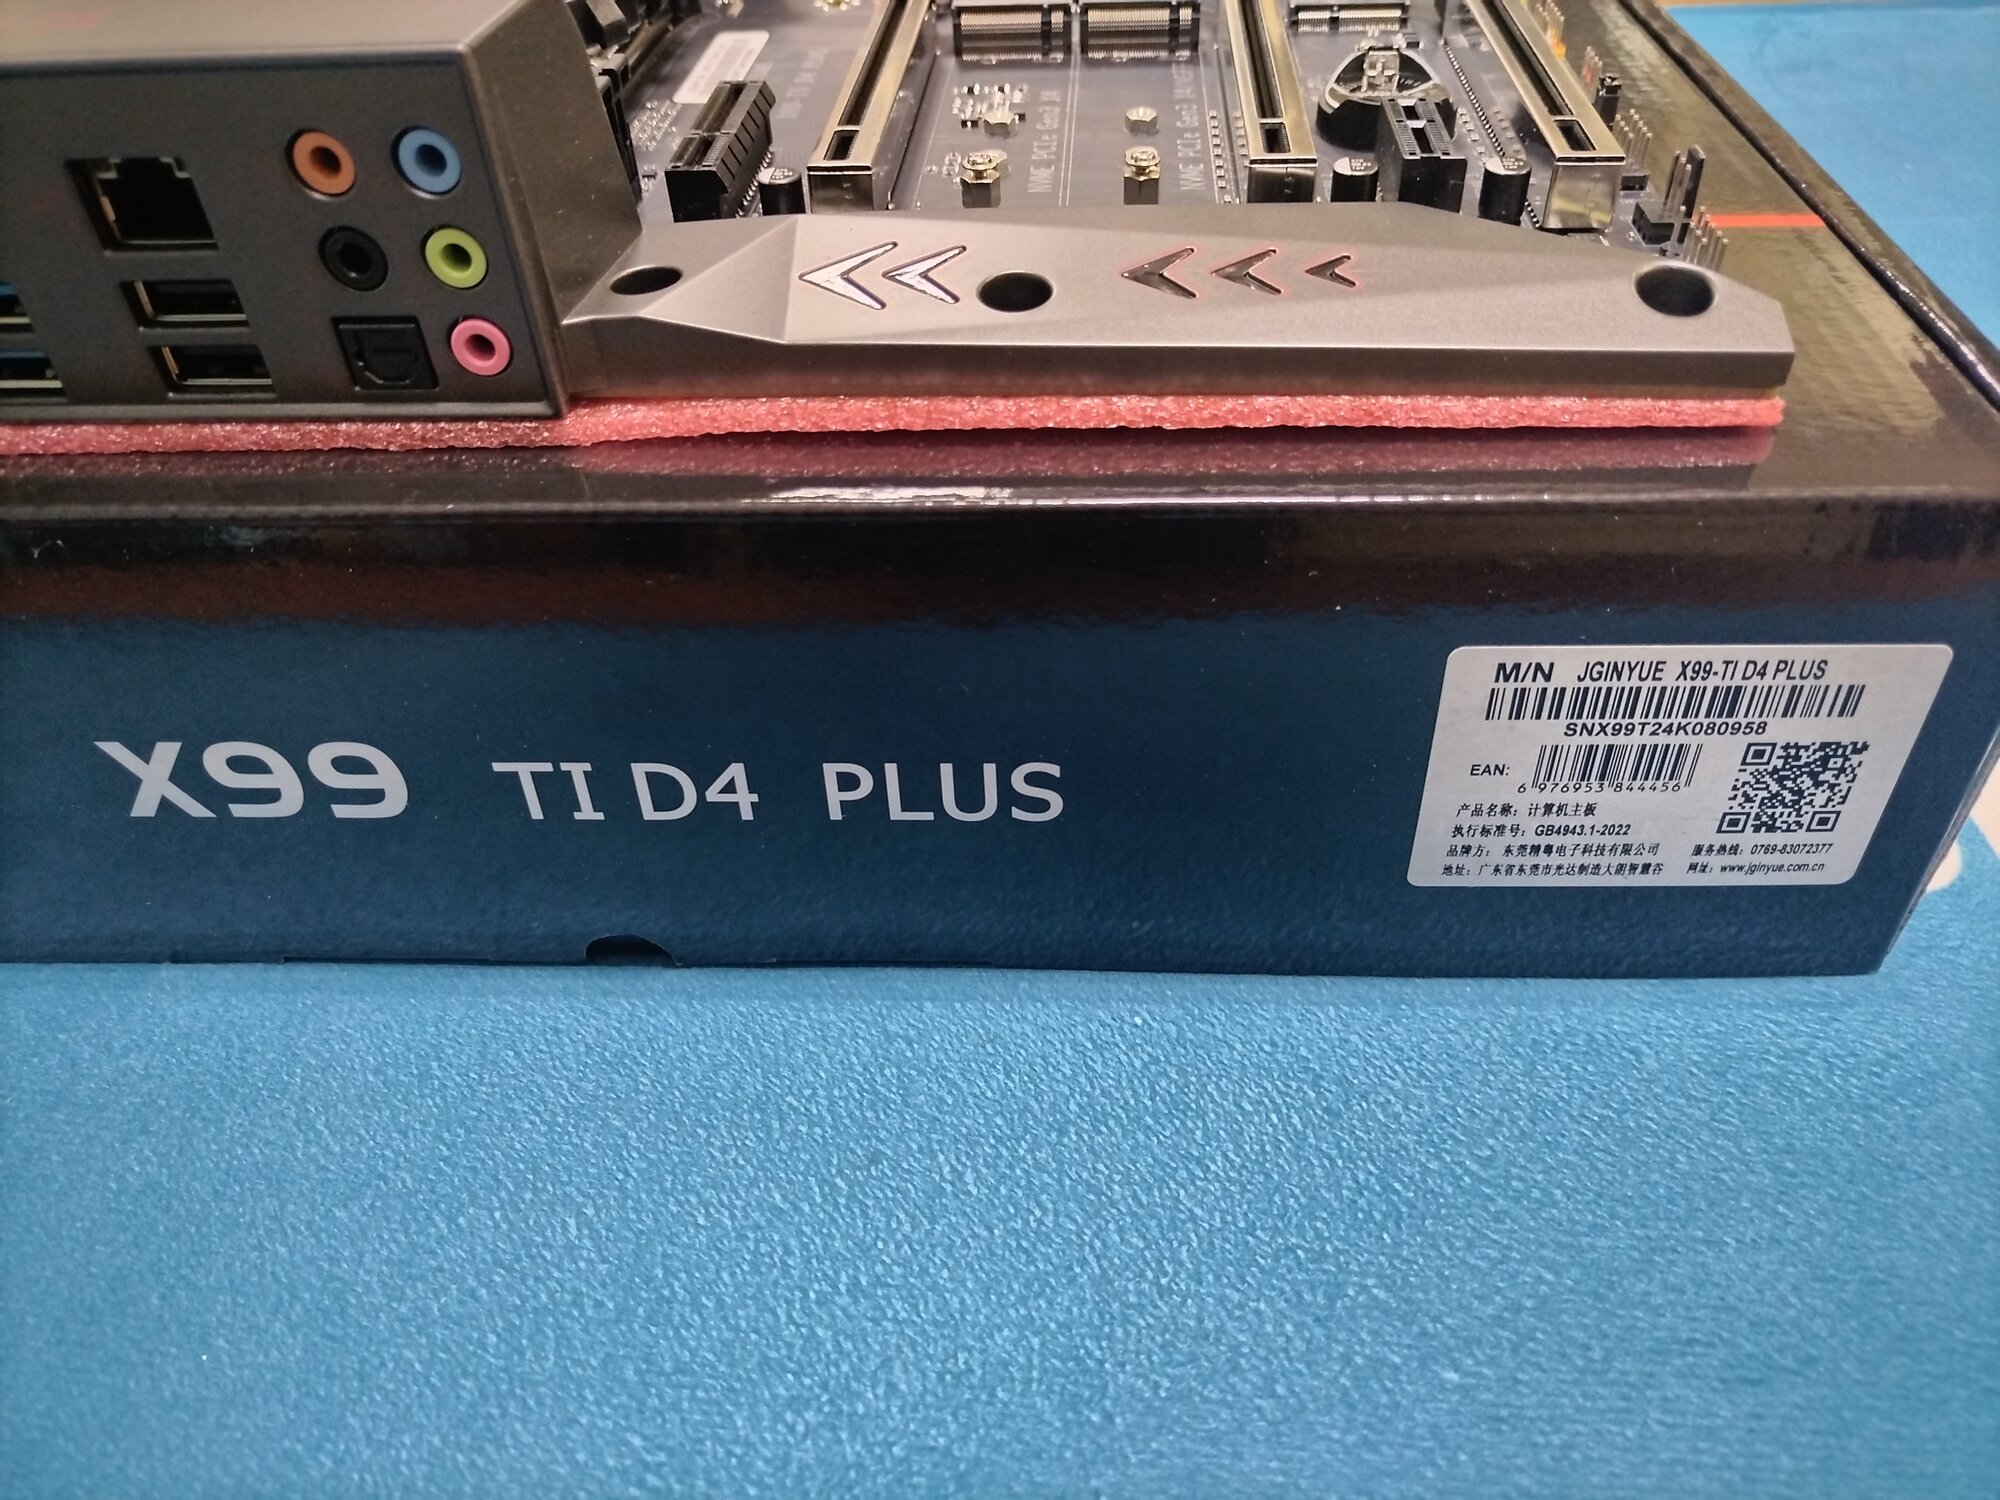 NVME PCIe Gen3
NVME PCIe Gen3
X99 TI D4 PLUS
M/N JGINYUE X99-TI D4 PLUS
SNX99T24K080958
EAN:
6 976953 844456
产品名称：计算机主板
执行标准号：GB4943.1-2022
品牌方：东莞精粤电子科技有限公司 服务热线：0769-83072377
地址：广东省东莞市光达制造大朗智慧谷 网址：www.jginyue.com.cn